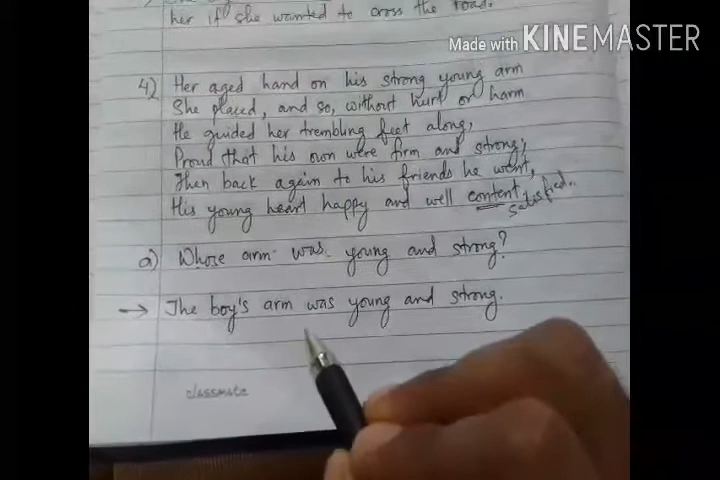 her if she wanted to cross the road.
Made with KINEMASTER
4) Her aged hand on his strong young arm
She placed, and so, without hurt or harm
He guided her trembling feet along,
Proud that his own were firm and strong;
Then back again to his friends he went,
His young heart happy and well content.
satisfied..
a) Whose arm was young and strong?
→ The boy's arm was young and strong.
classmate